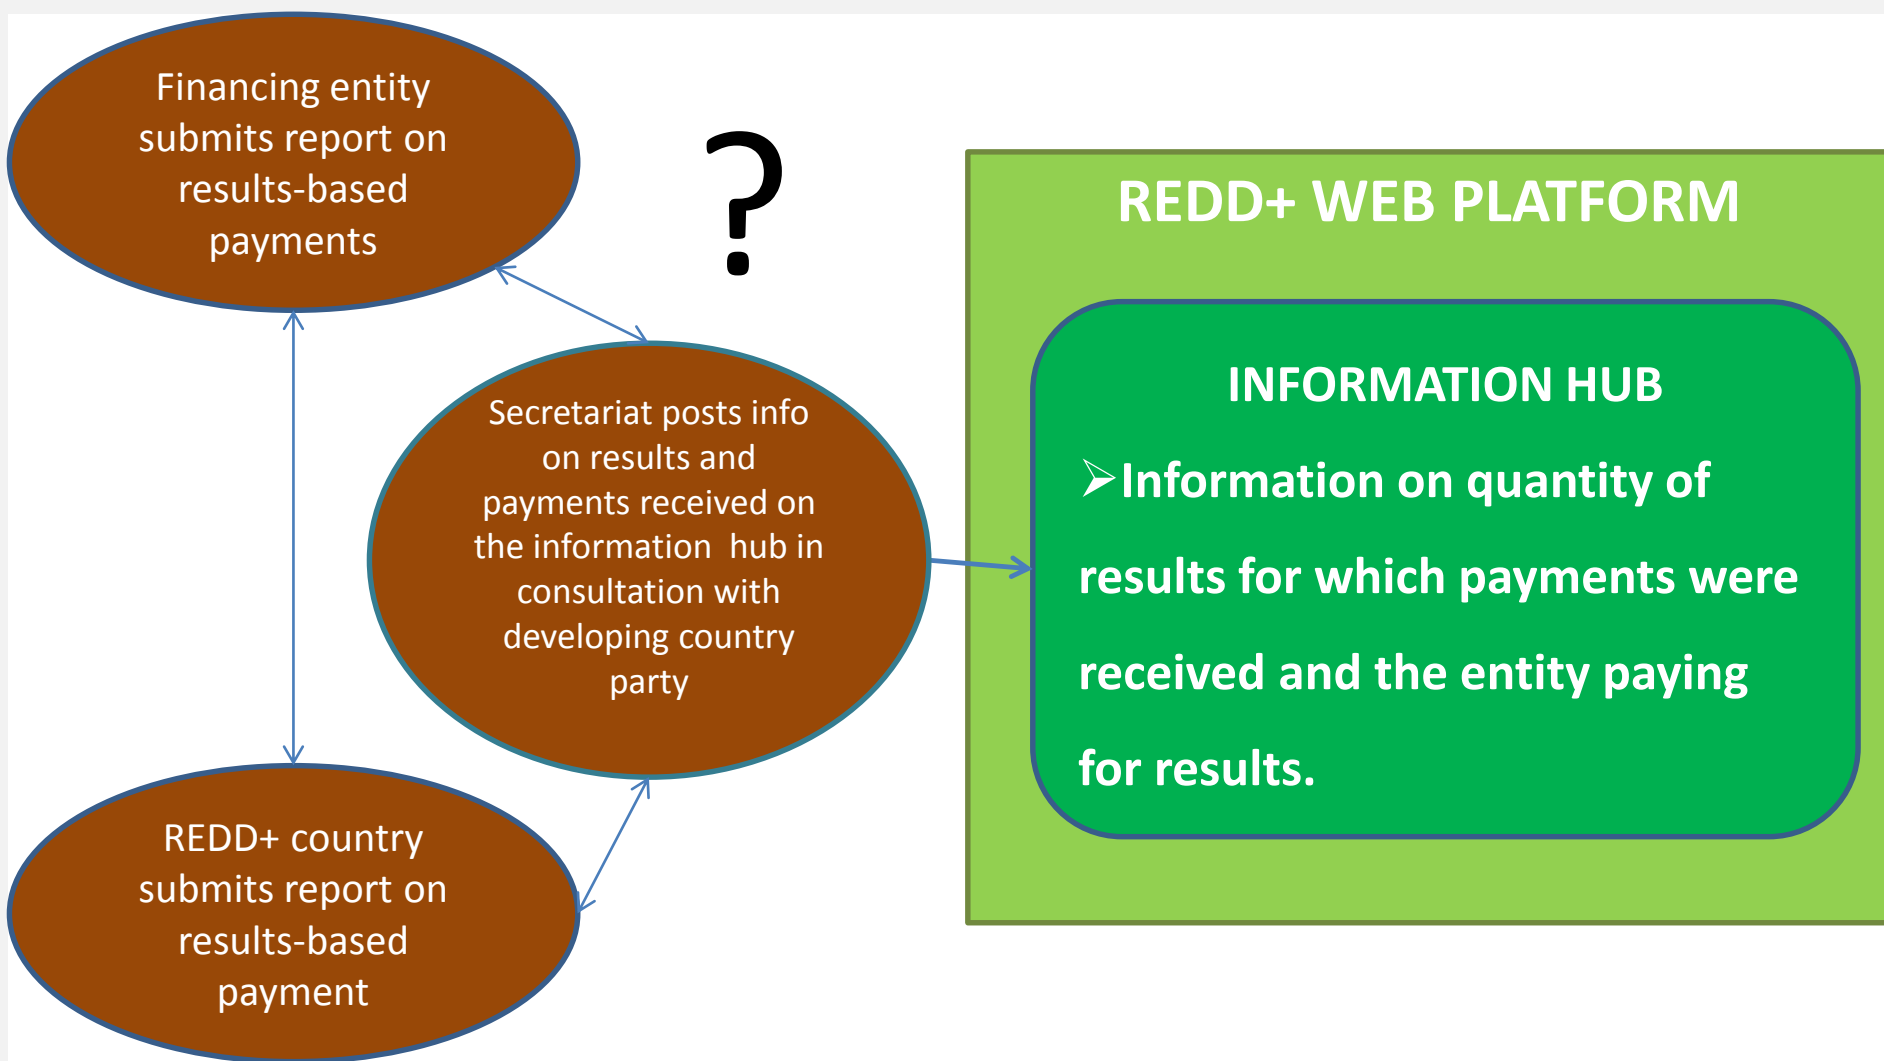 Financing entity
submits report on
results-based
payments
?
Secretariat posts info
on results and
payments received on
the information  hub in
consultation with
developing country
party
REDD+ country
submits report on
results-based
payment
REDD+ WEB PLATFORM
INFORMATION HUB
➢Information on quantity of
results for which payments were
received and the entity paying
for results.